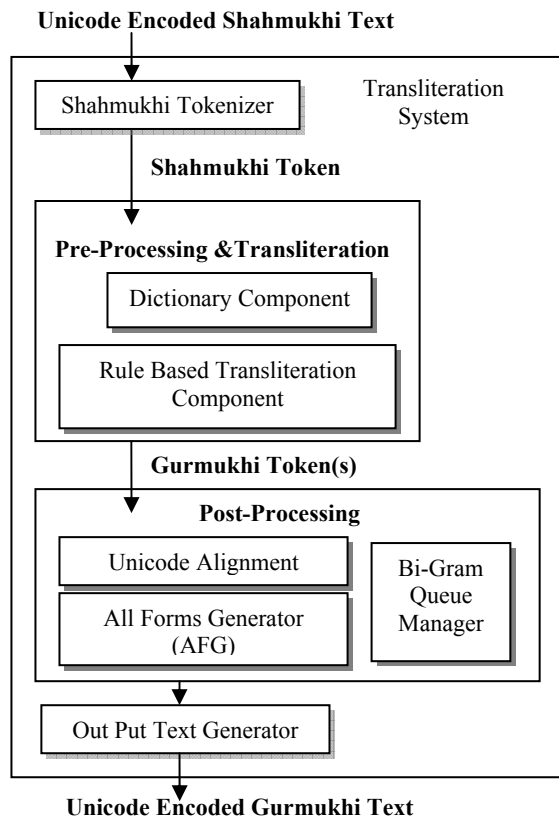 Unicode Encoded Shahmukhi Text
Transliteration
System
Shahmukhi Tokenizer
Shahmukhi Token
Pre-Processing &Transliteration
Dictionary Component
Rule Based Transliteration
Component
Gurmukhi Token(s)
Post-Processing
Unicode Alignment
All Forms Generator
(AFG)
Bi-Gram
Queue
Manager
Out Put Text Generator
Unicode Encoded Gurmukhi Text